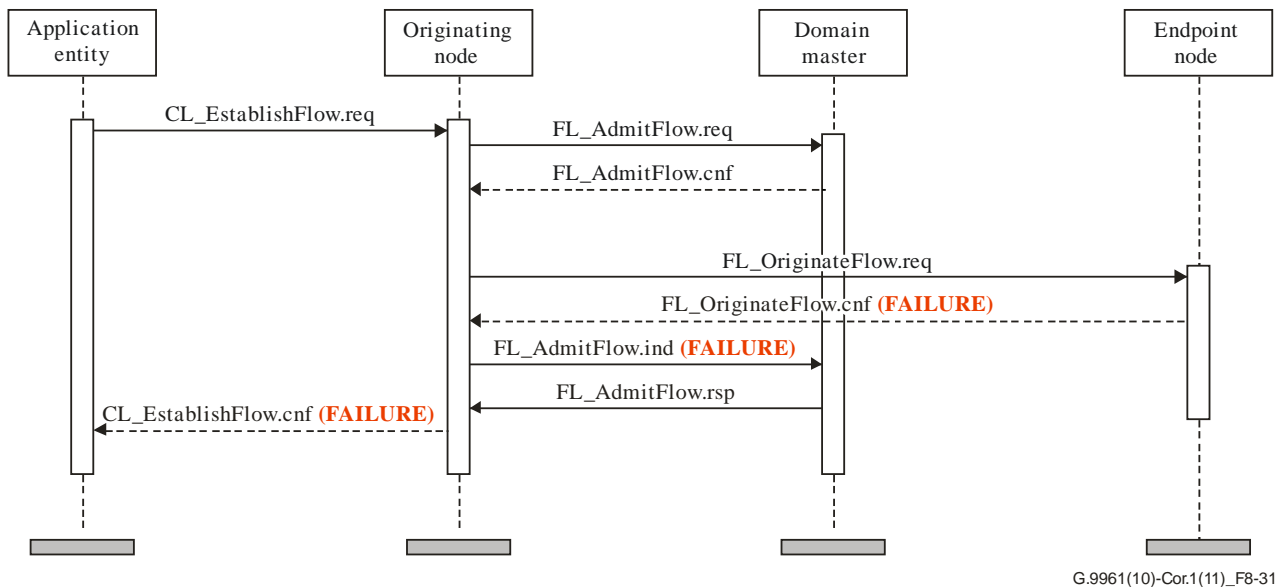 Application
entity
Originating
node
Domain
master
Endpoint
node
CL_EstablishFlow.req
FL_AdmitFlow.req
FL_AdmitFlow.cnf
FL_OriginateFlow.req
FL_OriginateFlow.cnf (FAILURE)
FL_AdmitFlow.ind (FAILURE)
FL_AdmitFlow.rsp
CL_EstablishFlow.cnf (FAILURE)
G.9961(10)-Cor.1(11)_F8-31